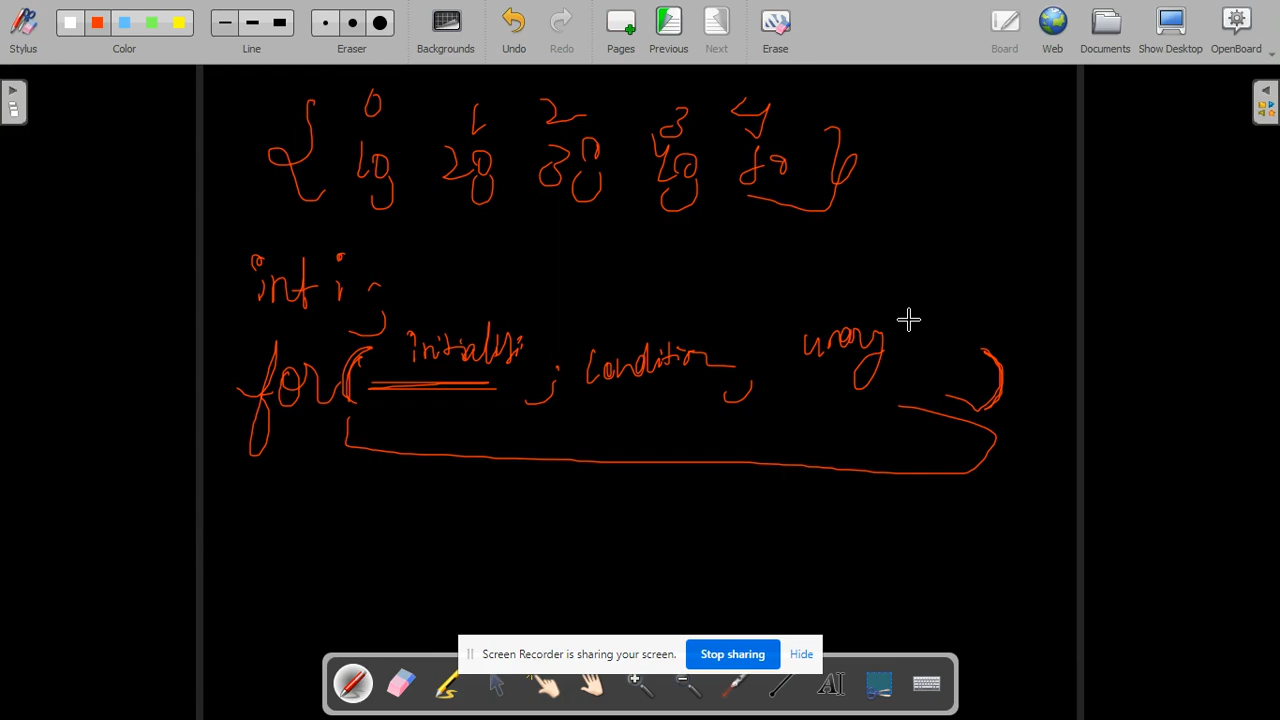 Stylus Color Line Eraser Backgrounds Undo Redo Pages Previous Next Erase Board Web Documents Show Desktop OpenBoard
0 1 2 3 4
{ 10, 20, 30, 40, 50 }
int i ;
for ( initialisi ; condition ; unary )
Screen Recorder is sharing your screen. Stop sharing Hide